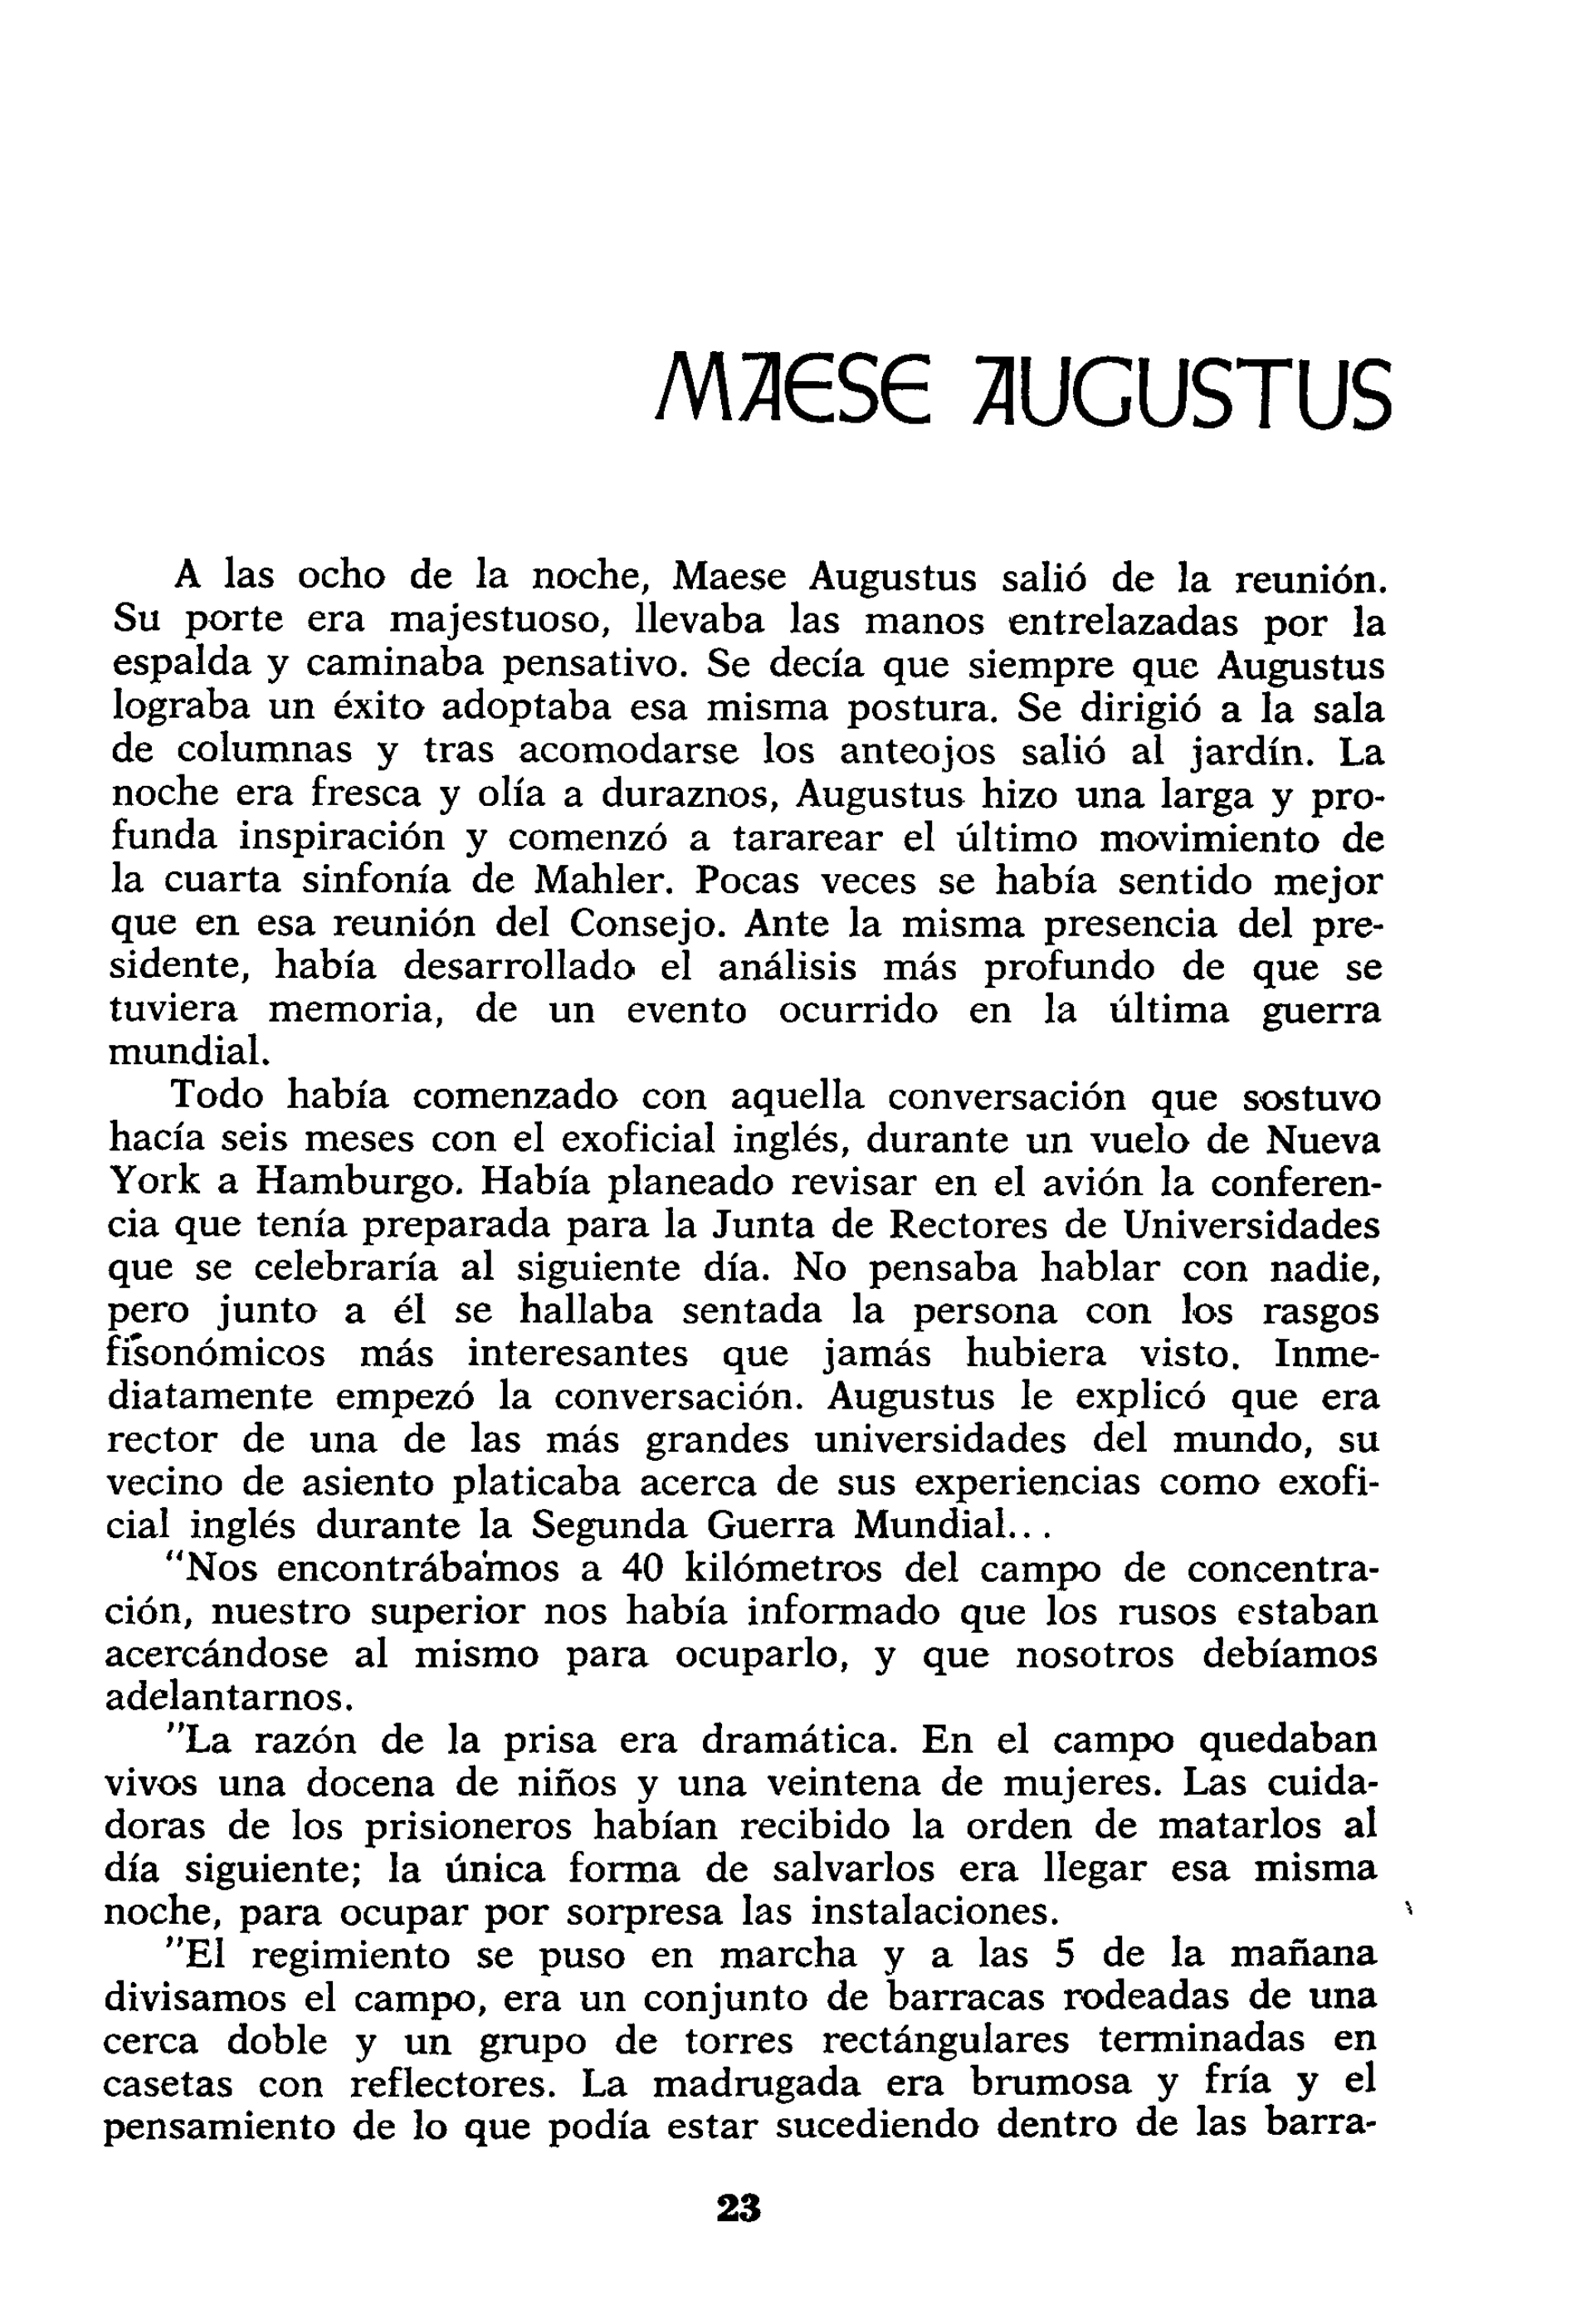 MAESE AUGUSTUS
A las ocho de la noche, Maese Augustus salió de la reunión.
Su porte era majestuoso, llevaba las manos entrelazadas por la
espalda y caminaba pensativo. Se decía que siempre que Augustus
lograba un éxito adoptaba esa misma postura. Se dirigió a la sala
de columnas y tras acomodarse los anteojos salió al jardín. La
noche era fresca y olía a duraznos, Augustus hizo una larga y pro-
funda inspiración y comenzó a tararear el último movimiento de
la cuarta sinfonía de Mahler. Pocas veces se había sentido mejor
que en esa reunión del Consejo. Ante la misma presencia del pre-
sidente, había desarrollado el análisis más profundo de que se
tuviera memoria, de un evento ocurrido en la última guerra
mundial.
Todo había comenzado con aquella conversación que sostuvo
hacía seis meses con el exoficial inglés, durante un vuelo de Nueva
York a Hamburgo. Había planeado revisar en el avión la conferen-
cia que tenía preparada para la Junta de Rectores de Universidades
que se celebraría al siguiente día. No pensaba hablar con nadie,
pero junto a él se hallaba sentada la persona con los rasgos
fisonómicos más interesantes que jamás hubiera visto. Inme-
diatamente empezó la conversación. Augustus le explicó que era
rector de una de las más grandes universidades del mundo, su
vecino de asiento platicaba acerca de sus experiencias como exofi-
cial inglés durante la Segunda Guerra Mundial...
"Nos encontrábamos a 40 kilómetros del campo de concentra-
ción, nuestro superior nos había informado que los rusos estaban
acercándose al mismo para ocuparlo, y que nosotros debíamos
adelantarnos.
"La razón de la prisa era dramática. En el campo quedaban
vivos una docena de niños y una veintena de mujeres. Las cuida-
doras de los prisioneros habían recibido la orden de matarlos al
día siguiente; la única forma de salvarlos era llegar esa misma
noche, para ocupar por sorpresa las instalaciones.
"El regimiento se puso en marcha y a las 5 de la mañana
divisamos el campo, era un conjunto de barracas rodeadas de una
cerca doble y un grupo de torres rectángulares terminadas en
casetas con reflectores. La madrugada era brumosa y fría y el
pensamiento de lo que podía estar sucediendo dentro de las barra-
23